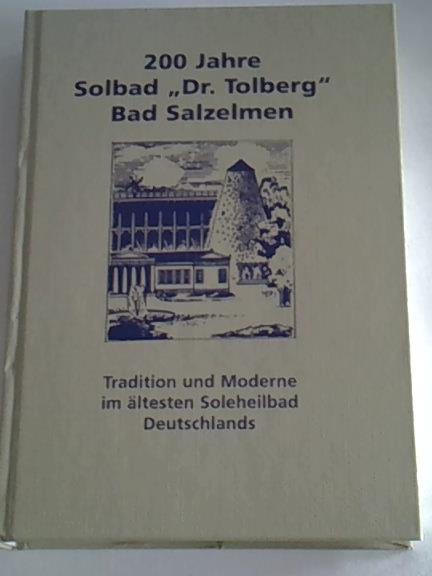 200 Jahre
Solbad „Dr. Tolberg“
Bad Salzelmen
Tradition und Moderne
im ältesten Soleheilbad
Deutschlands